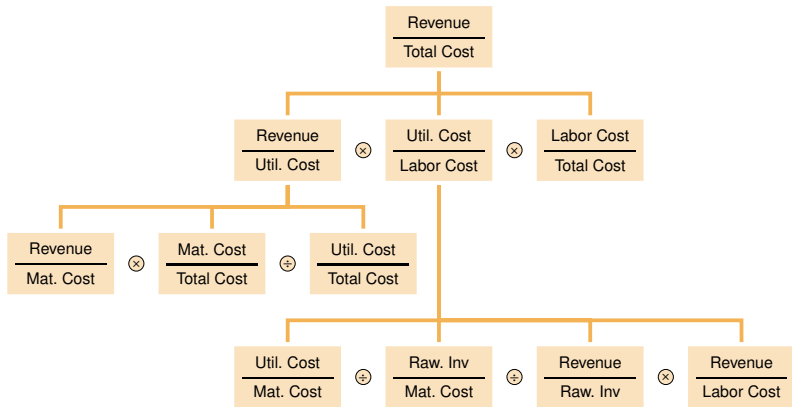 Revenue
Total Cost
Revenue × Util. Cost × Labor Cost
Util. Cost Labor Cost Total Cost
Revenue × Mat. Cost ÷ Util. Cost
Mat. Cost Total Cost Total Cost
Util. Cost ÷ Raw. Inv ÷ Revenue × Revenue
Mat. Cost Mat. Cost Raw. Inv Labor Cost